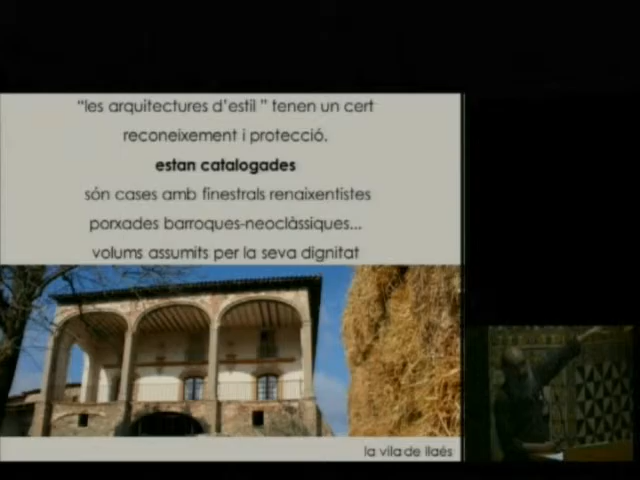 “les arquitectures d’estil ” tenen un cert
reconeixement i protecció.
estan catalogades
són cases amb finestrals renaixentistes
porxades barroques-neoclàssiques...
volums assumits per la seva dignitat
la vila de llaés